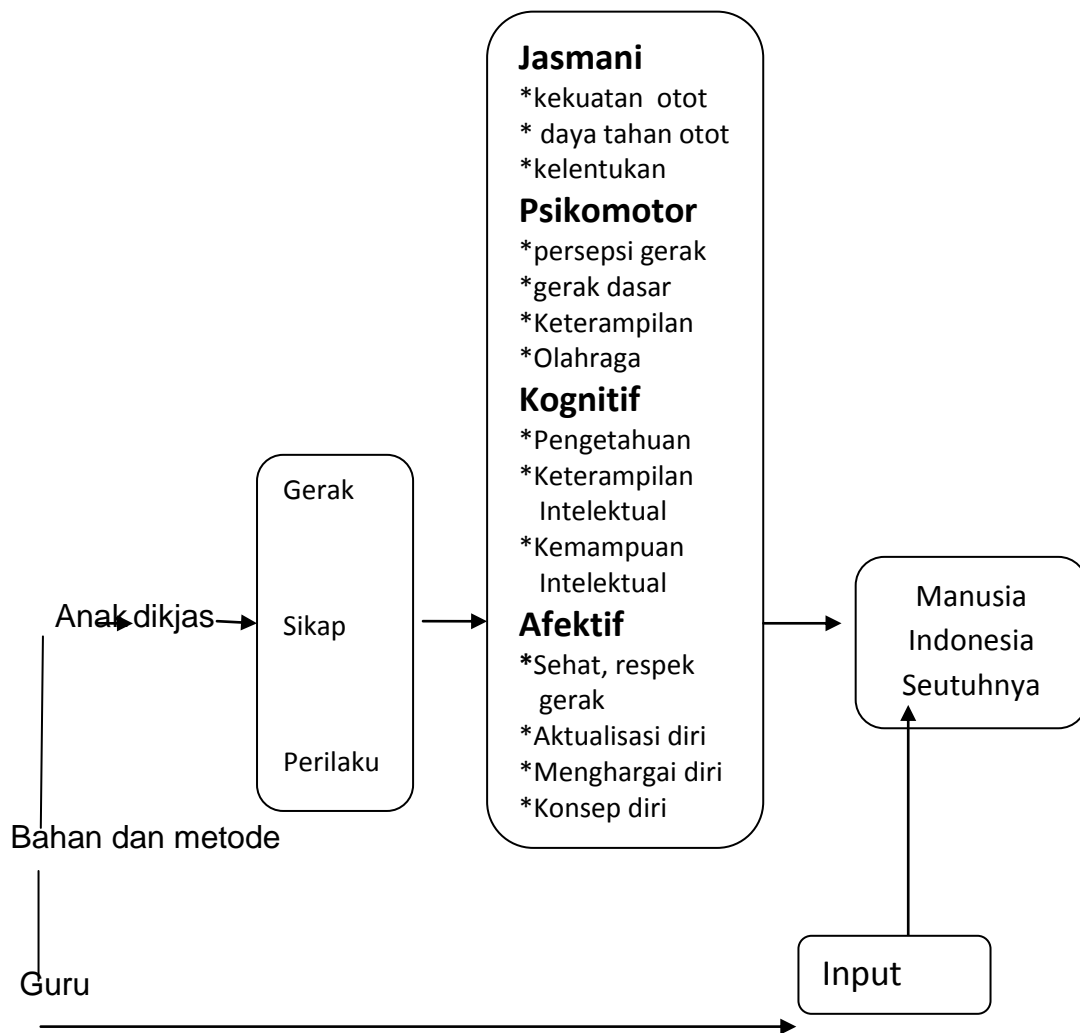 Jasmani
*kekuatan otot
* daya tahan otot
*kelentukan
Psikomotor
*persepsi gerak
*gerak dasar
*Keterampilan
*Olahraga
Kognitif
*Pengetahuan
*Keterampilan
Intelektual
*Kemampuan
Intelektual
Afektif
*Sehat, respek
gerak
*Aktualisasi diri
*Menghargai diri
*Konsep diri
Gerak
Sikap
Perilaku
Anak dikjas
Bahan dan metode
Guru
Manusia
Indonesia
Seutuhnya
Input